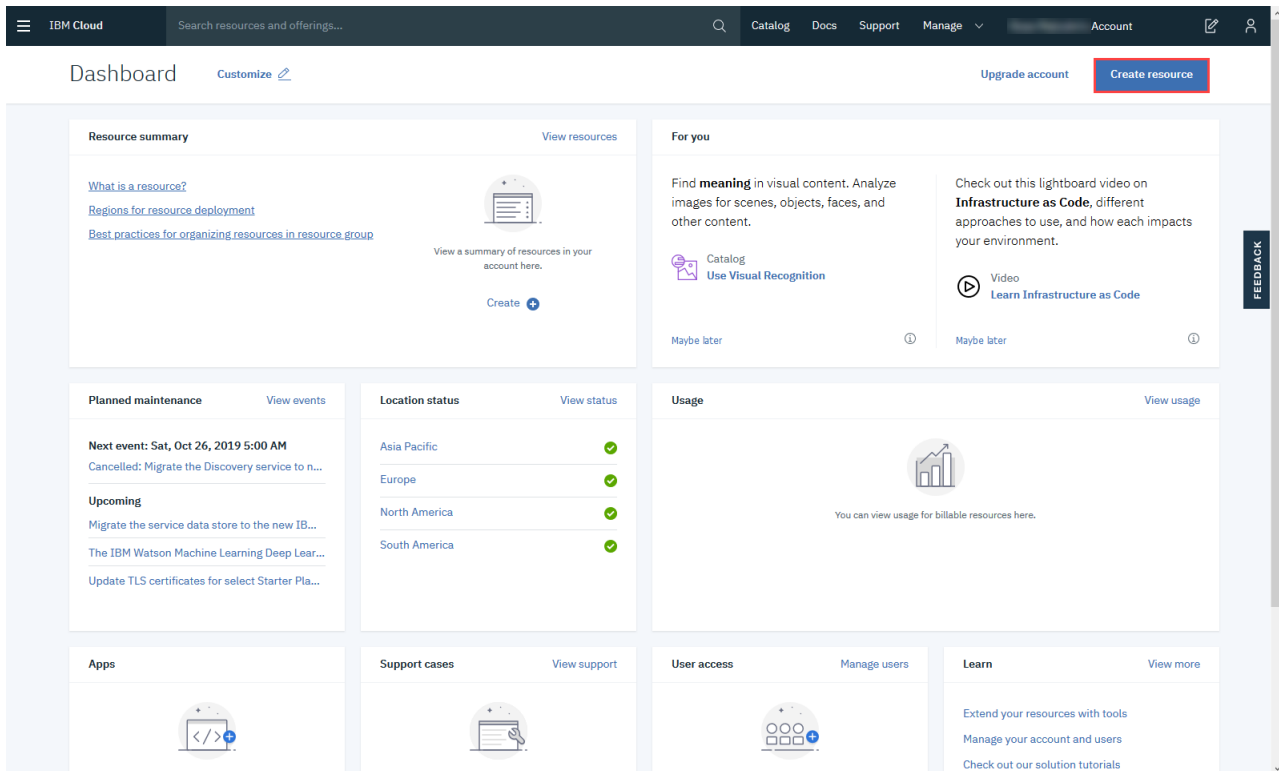 IBM Cloud
Search resources and offerings...
Catalog
Docs
Support
Manage
Account
Dashboard
Customize
Upgrade account
Create resource
Resource summary
View resources
What is a resource?
Regions for resource deployment
Best practices for organizing resources in resource group
View a summary of resources in your
account here.
Create
For you
Find meaning in visual content. Analyze
images for scenes, objects, faces, and
other content.
Catalog
Use Visual Recognition
Maybe later
Check out this lightboard video on
Infrastructure as Code, different
approaches to use, and how each impacts
your environment.
Video
Learn Infrastructure as Code
Maybe later
FEEDBACK
Planned maintenance
View events
Next event: Sat, Oct 26, 2019 5:00 AM
Cancelled: Migrate the Discovery service to n...
Upcoming
Migrate the service data store to the new IB...
The IBM Watson Machine Learning Deep Lear...
Update TLS certificates for select Starter Pla...
Location status
View status
Asia Pacific
Europe
North America
South America
Usage
View usage
You can view usage for billable resources here.
Apps
Support cases
View support
User access
Manage users
Learn
View more
Extend your resources with tools
Manage your account and users
Check out our solution tutorials